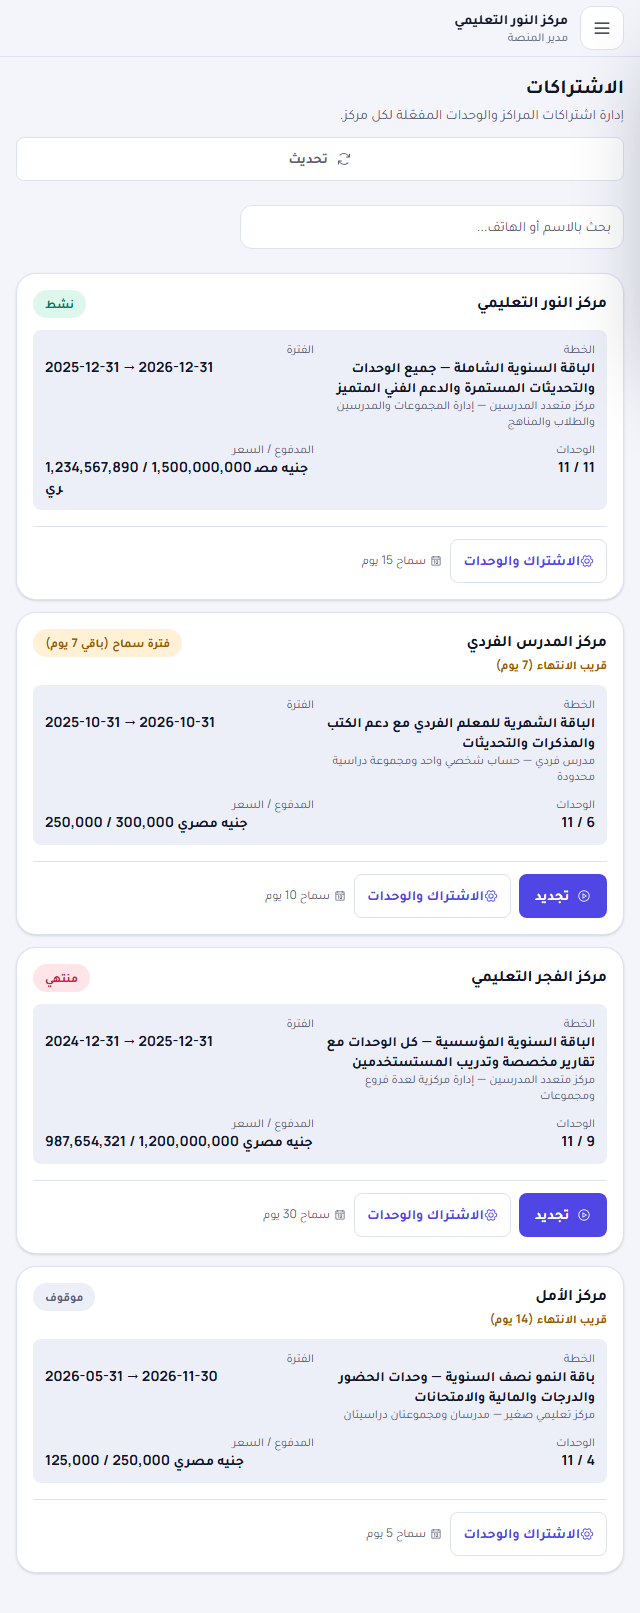 مركز النور التعليمي
مدير المنصة
الاشتراكات
إدارة اشتراكات المراكز والوحدات المفعّلة لكل مركز.
تحديث
بحث بالاسم أو الهاتف...
مركز النور التعليمي
نشط
الخطة
الباقة السنوية الشاملة — جميع الوحدات
والتحديثات المستمرة والدعم الفني المتميز
مركز متعدد المدرسين — إدارة المجموعات والمدرسين
والطلاب والمناهج
الفترة
2025-12-31 → 2026-12-31
الوحدات
11 / 11
المدفوع / السعر
1,234,567,890 / 1,500,000,000 جنيه مص
ري
الاشتراك والوحدات
سماح 15 يوم
مركز المدرس الفردي
قريب الانتهاء (7 يوم)
فترة سماح (باقي 7 يوم)
الخطة
الباقة الشهرية للمعلم الفردي مع دعم الكتب
والمذكرات والتحديثات
مدرس فردي — حساب شخصي واحد ومجموعة دراسية
محدودة
الفترة
2025-10-31 → 2026-10-31
الوحدات
11 / 6
المدفوع / السعر
250,000 / 300,000 جنيه مصري
تجديد
الاشتراك والوحدات
سماح 10 يوم
مركز الفجر التعليمي
منتهي
الخطة
الباقة السنوية المؤسسية — كل الوحدات مع
تقارير مخصصة وتدريب المستستخدمين
مركز متعدد المدرسين — إدارة مركزية لعدة فروع
ومجموعات
الفترة
2024-12-31 → 2025-12-31
الوحدات
11 / 9
المدفوع / السعر
987,654,321 / 1,200,000,000 جنيه مصري
تجديد
الاشتراك والوحدات
سماح 30 يوم
مركز الأمل
قريب الانتهاء (14 يوم)
موقوف
الخطة
باقة النمو نصف السنوية — وحدات الحضور
والدرجات والمالية والامتحانات
مركز تعليمي صغير — مدرسان ومجموعتان دراسيتان
الفترة
2026-05-31 → 2026-11-30
الوحدات
11 / 4
المدفوع / السعر
125,000 / 250,000 جنيه مصري
الاشتراك والوحدات
سماح 5 يوم